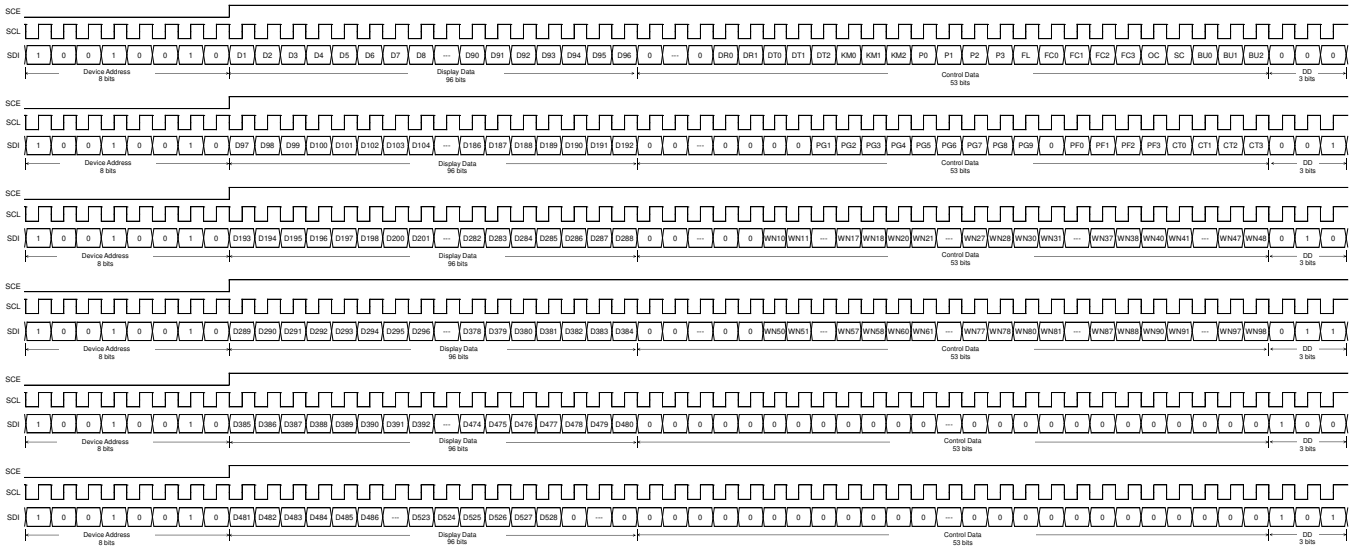 SCE
SCL
SDI 1 0 0 1 0 0 1 0 D1 D2 D3 D4 D5 D6 D7 D8 --- D90 D91 D92 D93 D94 D95 D96 0 --- 0 DR0 DR1 DT0 DT1 DT2 KM0 KM1 KM2 P0 P1 P2 P3 FL FC0 FC1 FC2 FC3 OC SC BU0 BU1 BU2 0 0 0
Device Address Display Data Control Data DD
8 bits 96 bits 53 bits 3 bits
SCE
SCL
SDI 1 0 0 1 0 0 1 0 D97 D98 D99 D100 D101 D102 D103 D104 --- D186 D187 D188 D189 D190 D191 D192 0 0 --- 0 0 0 0 PG1 PG2 PG3 PG4 PG5 PG6 PG7 PG8 PG9 0 PF0 PF1 PF2 PF3 CT0 CT1 CT2 CT3 0 0 1
Device Address Display Data Control Data DD
8 bits 96 bits 53 bits 3 bits
SCE
SCL
SDI 1 0 0 1 0 0 1 0 D193 D194 D195 D196 D197 D198 D200 D201 --- D282 D283 D284 D285 D286 D287 D288 0 0 --- 0 0 WN10 WN11 --- WN17 WN18 WN20 WN21 --- WN27 WN28 WN30 WN31 --- WN37 WN38 WN40 WN41 --- WN47 WN48 0 1 0
Device Address Display Data Control Data DD
8 bits 96 bits 53 bits 3 bits
SCE
SCL
SDI 1 0 0 1 0 0 1 0 D289 D290 D291 D292 D293 D294 D295 D296 --- D378 D379 D380 D381 D382 D383 D384 0 0 --- 0 0 WN50 WN51 --- WN57 WN58 WN60 WN61 --- WN77 WN78 WN80 WN81 --- WN87 WN88 WN90 WN91 --- WN97 WN98 0 1 1
Device Address Display Data Control Data DD
8 bits 96 bits 53 bits 3 bits
SCE
SCL
SDI 1 0 0 1 0 0 1 0 D385 D386 D387 D388 D389 D390 D391 D392 --- D474 D475 D476 D477 D478 D479 D480 0 0 0 0 0 0 0 0 0 0 0 0 --- 0 0 0 0 0 0 0 0 0 0 0 0 1 0 0
Device Address Display Data Control Data DD
8 bits 96 bits 53 bits 3 bits
SCE
SCL
SDI 1 0 0 1 0 0 1 0 D481 D482 D483 D484 D485 D486 --- D523 D524 D525 D526 D527 D528 0 --- 0 0 0 0 0 0 0 0 0 0 0 0 0 --- 0 0 0 0 0 0 0 0 0 0 0 0 1 0 1
Device Address Display Data Control Data DD
8 bits 96 bits 53 bits 3 bits